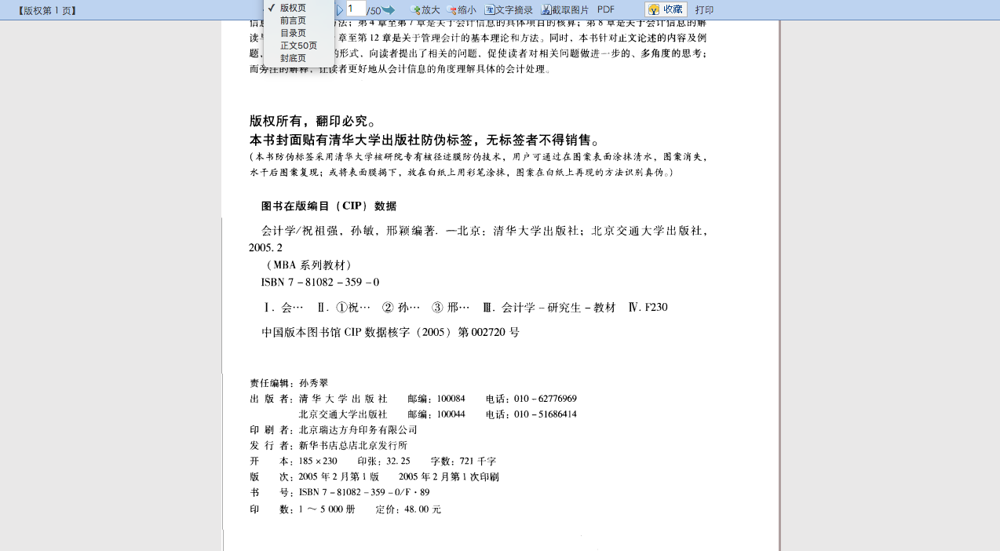 【版权第 1 页】
✓ 版权页
前言页
目录页
正文50页
封底页
1 /50 放大 缩小 文字摘录 截取图片 PDF 收藏 打印
法；第 4 章至第 7 章是关于会计信息的具体项目的核算；第 8 章是关于会计信息的解
读 章至第 12 章是关于管理会计的基本理论和方法。同时，本书针对正文论述的内容及例
题， 的形式，向读者提出了相关的问题，促使读者对相关问题做进一步的、多角度的思考；
而旁注的解释，让读者更好地从会计信息的角度理解具体的会计处理。
版权所有，翻印必究。
本书封面贴有清华大学出版社防伪标签，无标签者不得销售。
（本书防伪标签采用清华大学核研院专有核径迹膜防伪技术，用户可通过在图案表面涂抹清水，图案消失，
水干后图案复现；或将表面膜揭下，放在白纸上用彩笔涂抹，图案在白纸上再现的方法识别真伪。）
图书在版编目（CIP）数据
会计学/祝祖强，孙敏，邢颖编著. —北京：清华大学出版社；北京交通大学出版社，
2005.2
（MBA 系列教材）
ISBN 7－81082－359－0
Ⅰ. 会… Ⅱ. ①祝… ② 孙… ③ 邢… Ⅲ. 会计学－研究生－教材 Ⅳ. F230
中国版本图书馆 CIP 数据核字（2005）第 002720 号
责任编辑：孙秀翠
出 版 者：清 华 大 学 出 版 社 邮编：100084 电话：010－62776969
北京交通大学出版社 邮编：100044 电话：010－51686414
印 刷 者：北京瑞达方舟印务有限公司
发 行 者：新华书店总店北京发行所
开 本：185×230 印张：32.25 字数：721 千字
版 次：2005 年 2 月第 1 版 2005 年 2 月第 1 次印刷
书 号：ISBN 7－81082－359－0/F·89
印 数：1 ～ 5 000 册 定价：48.00 元